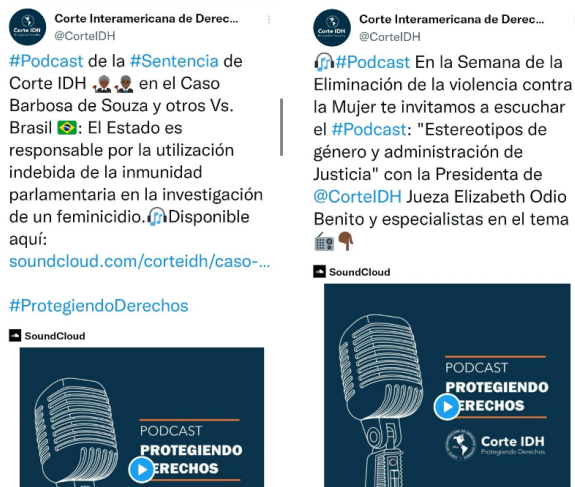 Corte Interamericana de Derec...
@CorteIDH
#Podcast de la #Sentencia de
Corte IDH 👩🏿‍⚖️👨🏿‍⚖️ en el Caso
Barbosa de Souza y otros Vs.
Brasil 🇧🇷: El Estado es
responsable por la utilización
indebida de la inmunidad
parlamentaria en la investigación
de un feminicidio.🎧Disponible
aquí:
soundcloud.com/corteidh/caso-...
#ProtegiendoDerechos
SoundCloud
PODCAST
PROTEGIENDO
ERECHOS
Corte Interamericana de Derec...
@CorteIDH
🎧#Podcast En la Semana de la
Eliminación de la violencia contra
la Mujer te invitamos a escuchar
el #Podcast: "Estereotipos de
género y administración de
Justicia" con la Presidenta de
@CorteIDH Jueza Elizabeth Odio
Benito y especialistas en el tema
📻👇🏾
SoundCloud
PODCAST
PROTEGIENDO
ERECHOS
Corte IDH
Protegiendo Derechos